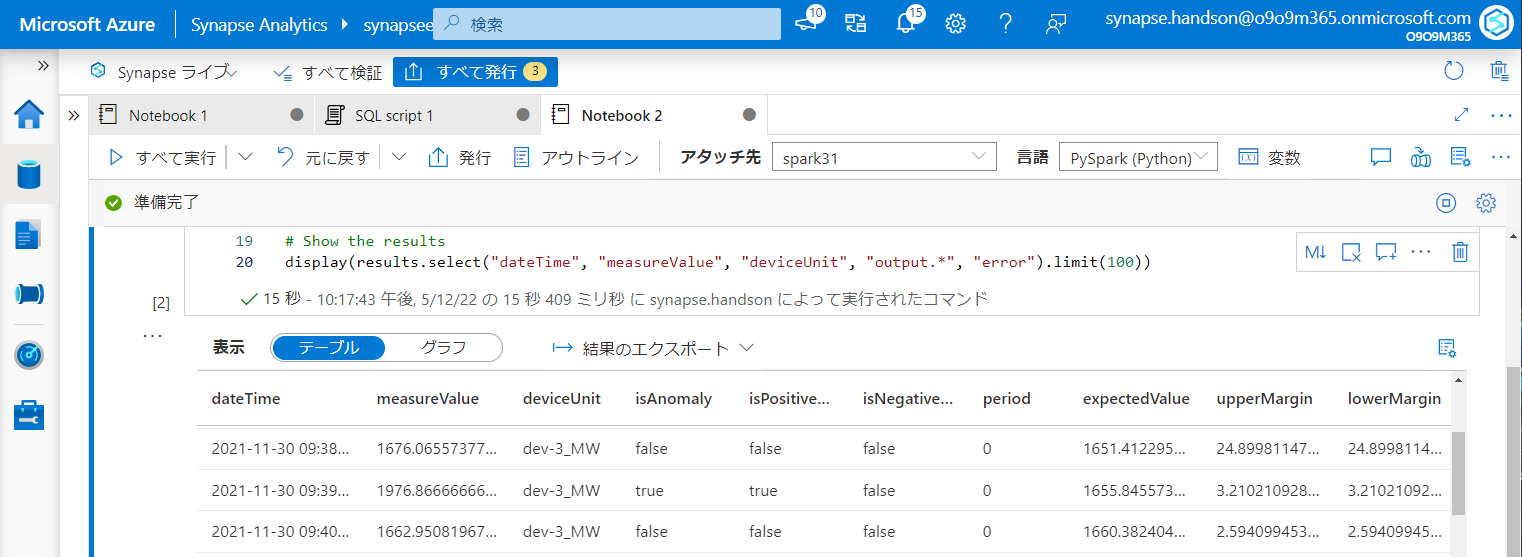 Microsoft Azure Synapse Analytics synapsee 検索 10 15 synapse.handson@o9o9m365.onmicrosoft.com
O9O9M365
Synapse ライブ すべて検証 すべて発行 3
Notebook 1 SQL script 1 Notebook 2
すべて実行 元に戻す 発行 アウトライン アタッチ先 spark31 言語 PySpark (Python) 変数
準備完了
19 # Show the results
20 display(results.select("dateTime", "measureValue", "deviceUnit", "output.*", "error").limit(100))
M↓ ...
[2] 15 秒 - 10:17:43 午後, 5/12/22 の 15 秒 409 ミリ秒 に synapse.handson によって実行されたコマンド
表示 テーブル グラフ 結果のエクスポート
dateTime measureValue deviceUnit isAnomaly isPositive... isNegative... period expectedValue upperMargin lowerMargin
2021-11-30 09:38... 1676.06557377... dev-3_MW false false false 0 1651.412295... 24.89981147... 24.8998114...
2021-11-30 09:39... 1976.86666666... dev-3_MW true true false 0 1655.845573... 3.210210928... 3.21021092...
2021-11-30 09:40... 1662.95081967... dev-3_MW false false false 0 1660.382404... 2.594099453... 2.59409945...